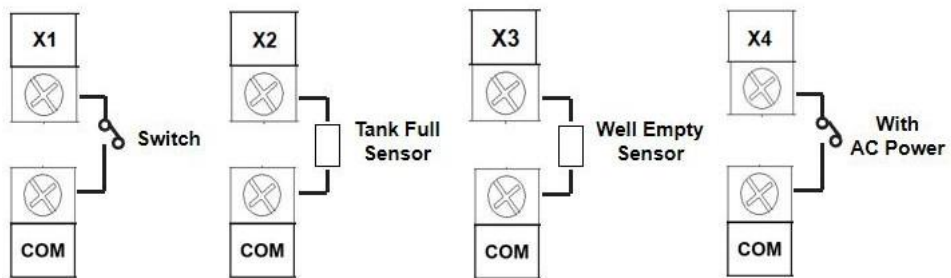 X1
X2
X3
X4
Switch
Tank Full
Sensor
Well Empty
Sensor
With
AC Power
COM
COM
COM
COM